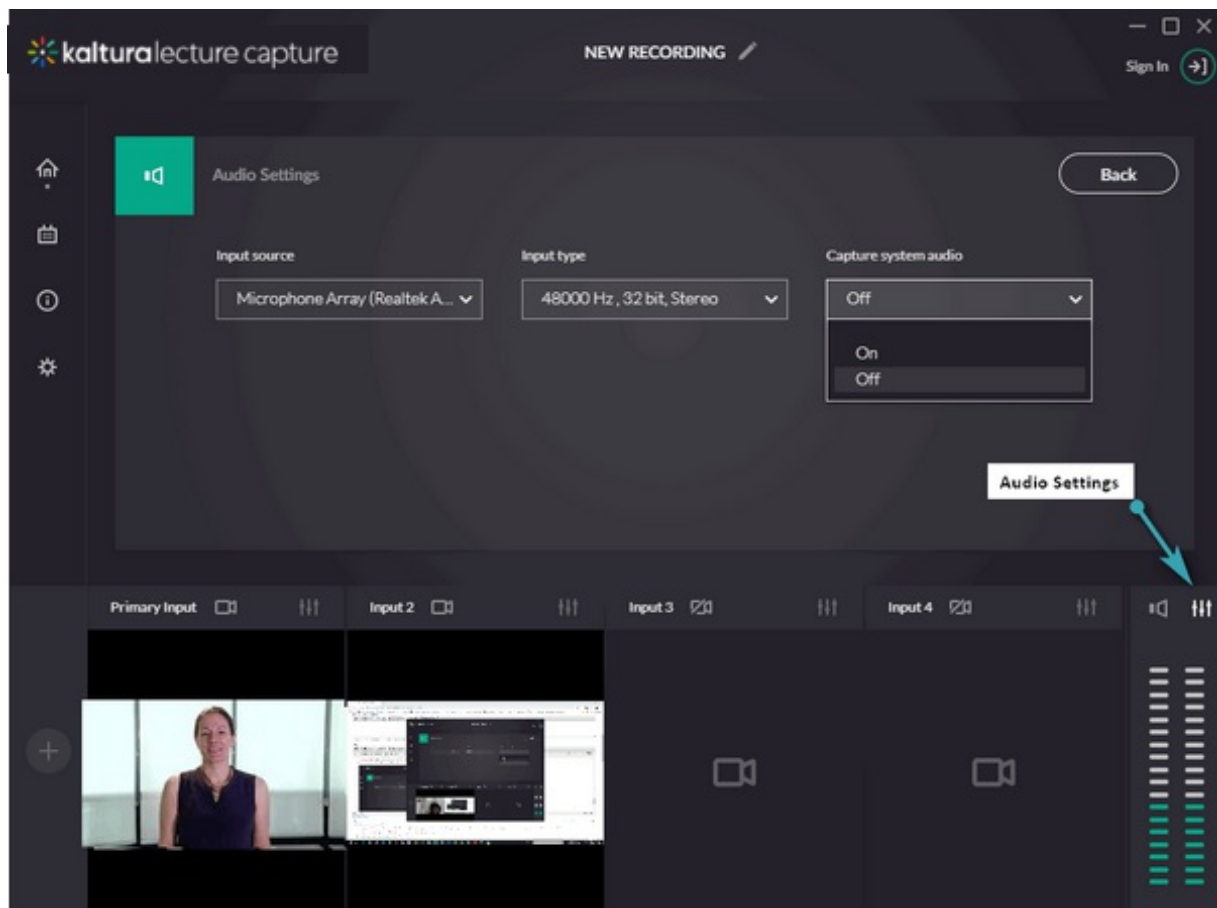 kaltura lecture capture
NEW RECORDING
Sign In
Audio Settings
Back
Input source
Input type
Capture system audio
Microphone Array (Realtek A...
48000 Hz , 32 bit, Stereo
Off
On
Off
Audio Settings
Primary Input
Input 2
Input 3
Input 4